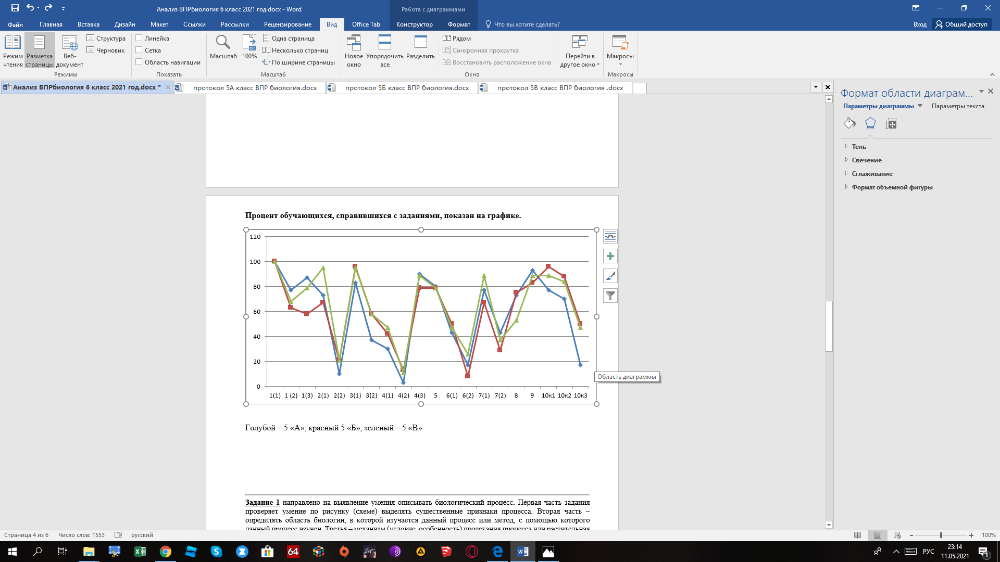 Анализ ВПРбиология 6 класс 2021 год.docx - Word
Работа с диаграммами
Файл Главная Вставка Дизайн Макет Ссылки Рассылки Рецензирование Вид Office Tab Конструктор Формат Что вы хотите сделать? Вход Общий доступ
Режим чтения
Разметка страницы
Веб-документ
Структура
Черновик
Режимы
Линейка
Сетка
Область навигации
Показать
Масштаб
100
100%
Одна страница
Несколько страниц
По ширине страницы
Масштаб
Новое окно
Упорядочить все
Разделить
Рядом
Синхронная прокрутка
Восстановить расположение окна
Перейти в другое окно
Окно
Макросы
Макросы
Анализ ВПРбиология 6 класс 2021 год.docx *
протокол 5А класс ВПР биология.docx
протокол 5Б класс ВПР биология.docx
протокол 5В класс ВПР биология .docx
Формат области диаграм...
Параметры диаграммы Параметры текста
Тень
Свечение
Сглаживание
Формат объемной фигуры
Процент обучающихся, справившихся с заданиями, показан на графике.
120
100
80
60
40
20
0
1(1) 1 (2) 1(3) 2(1) 2(2) 3(1) 3(2) 4(1) 4(2) 4(3) 5 6(1) 6(2) 7(1) 7(2) 8 9 10к1 10к2 10к3
Область диаграммы
Голубой – 5 «А», красный 5 «Б», зеленый – 5 «В»
Задание 1 направлено на выявление умения описывать биологический процесс. Первая часть задания
проверяет умение по рисунку (схеме) выделять существенные признаки процесса. Вторая часть –
определять область биологии, в которой изучается данный процесс или метод, с помощью которого
данный процесс изучен. Третья – механизм (условие, особенность) протекания процесса или растительная
Страница 4 из 6 Число слов: 1553 русский 100%
64
РУС
23:14
11.05.2021
1